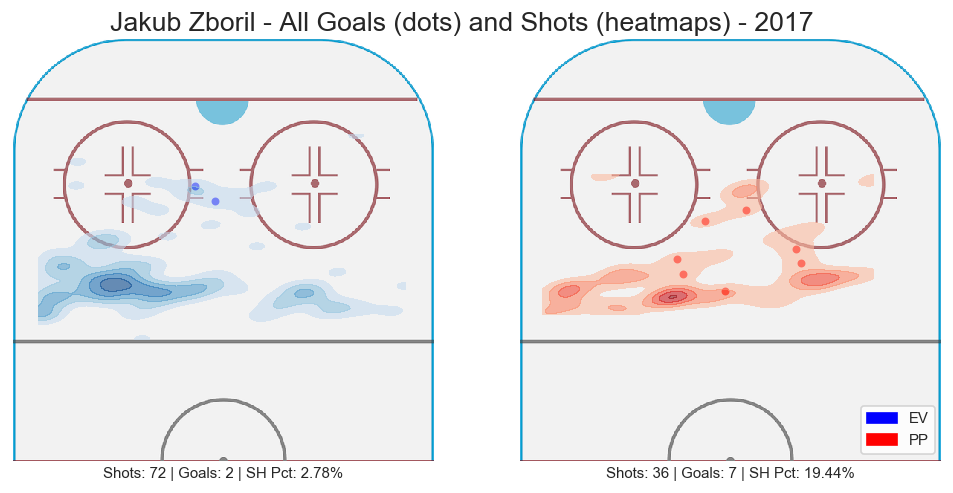 Jakub Zboril - All Goals (dots) and Shots (heatmaps) - 2017
EV
PP
Shots: 72 | Goals: 2 | SH Pct: 2.78%
Shots: 36 | Goals: 7 | SH Pct: 19.44%